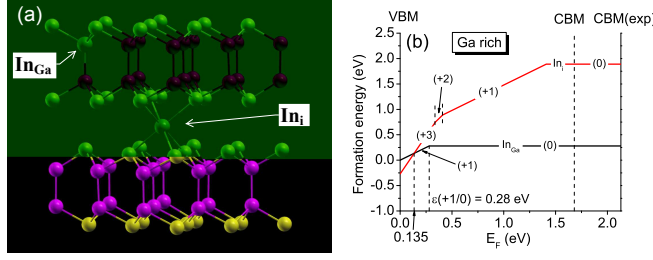 (a)
In_Ga
In_i
(b)
VBM
CBM
CBM(exp)
Ga rich
In_i
(0)
(+2)
(+1)
(+3)
In_Ga
(0)
(+1)
ε(+1/0) = 0.28 eV
Formation energy (eV)
2.5
2.0
1.5
1.0
0.5
0.0
-0.5
-1.0
0.0
0.5
1.0
1.5
2.0
0.135
E_F (eV)